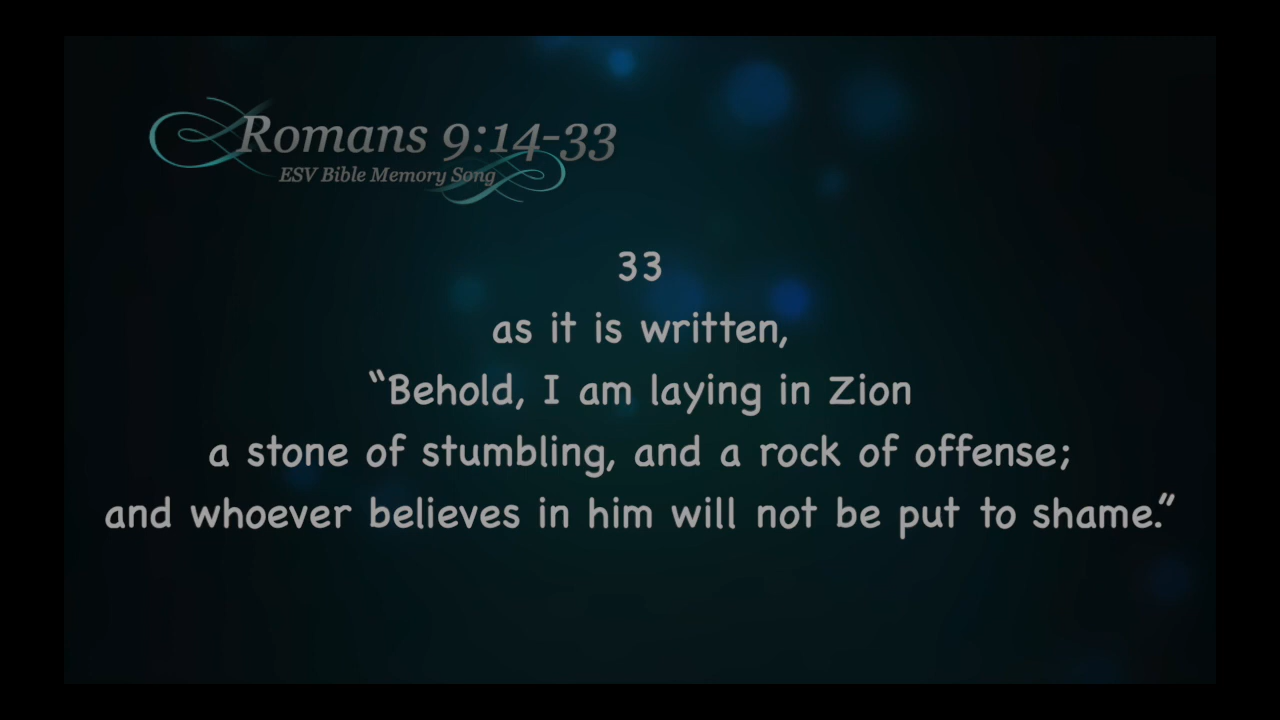 Romans 9:14-33
ESV Bible Memory Song
33
as it is written,
“Behold, I am laying in Zion
a stone of stumbling, and a rock of offense;
and whoever believes in him will not be put to shame.”